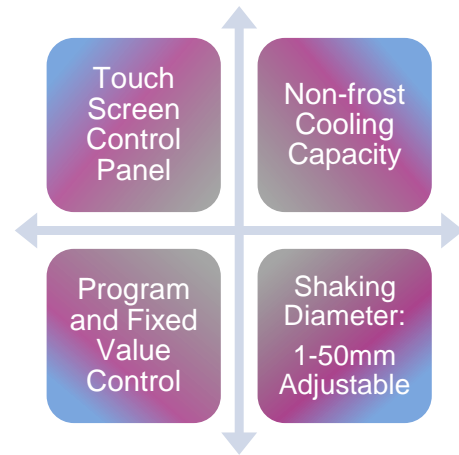 Touch
Screen
Control
Panel
Non-frost
Cooling
Capacity
Program
and Fixed
Value
Control
Shaking
Diameter:
1-50mm
Adjustable